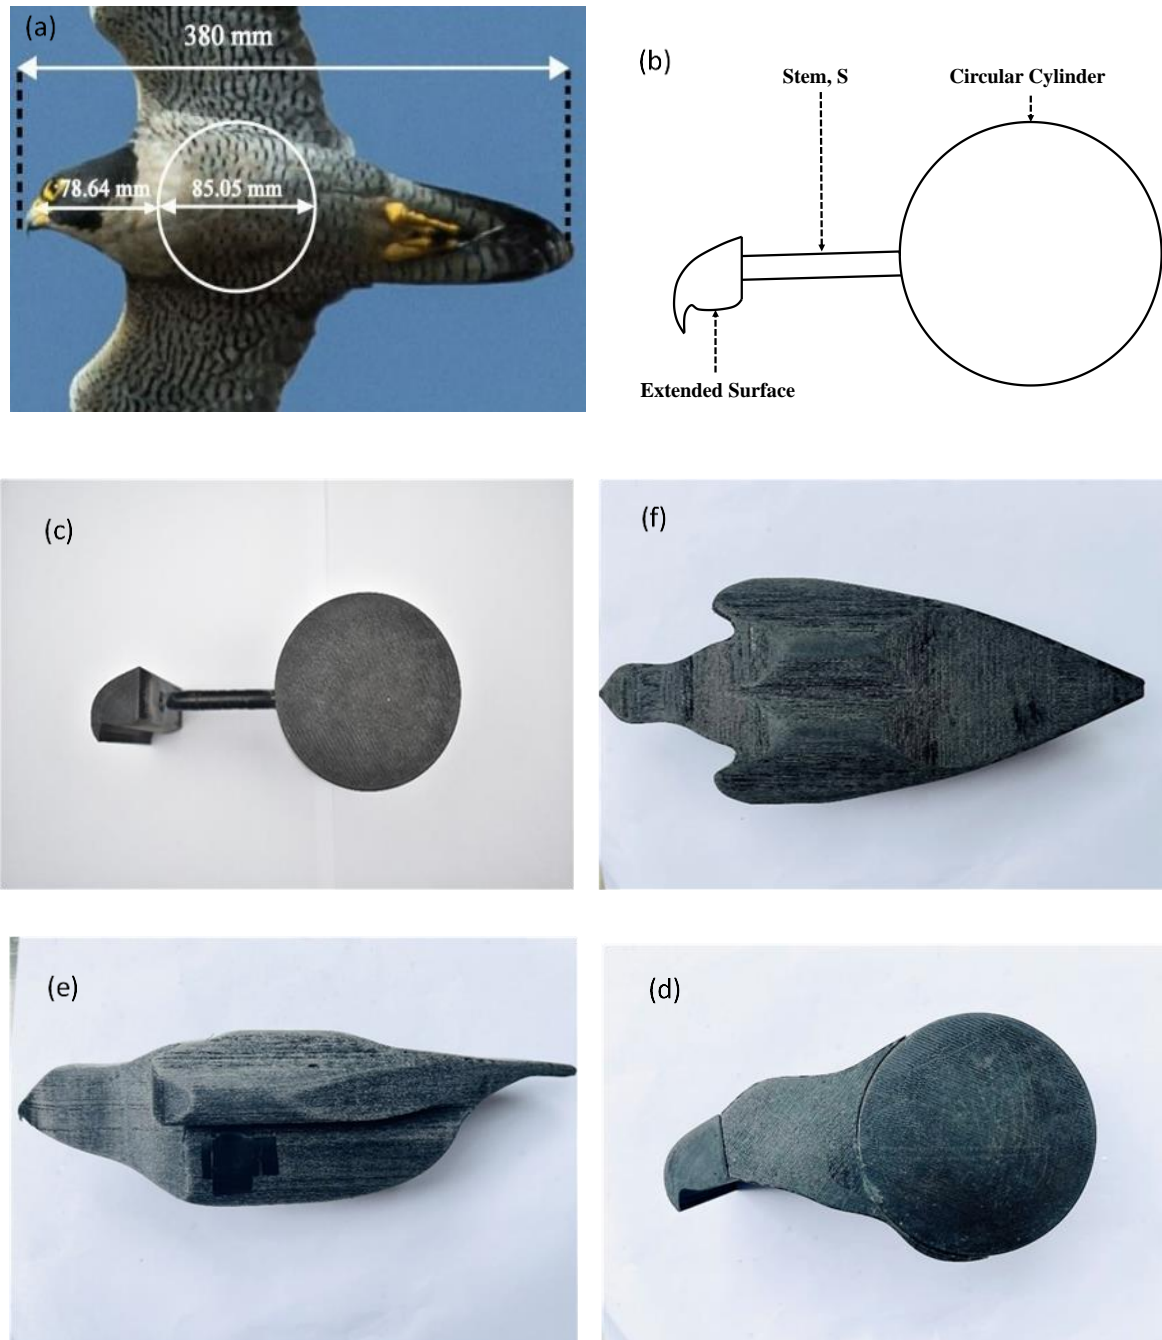 (a)
380 mm
78.64 mm
85.05 mm
(b)
Stem, S
Circular Cylinder
Extended Surface
(c)
(f)
(e)
(d)